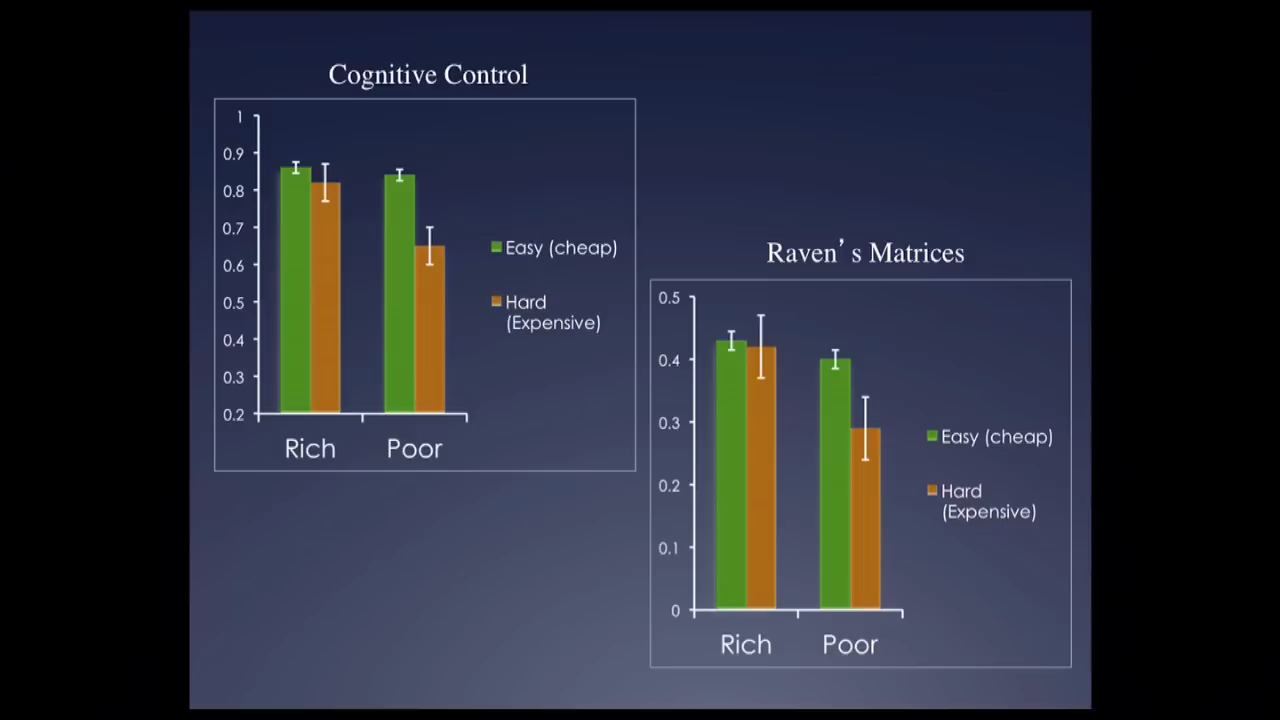 Cognitive Control
1
0.9
0.8
0.7
0.6
0.5
0.4
0.3
0.2
Rich
Poor
Easy (cheap)
Hard
(Expensive)
Raven’s Matrices
0.5
0.4
0.3
0.2
0.1
0
Rich
Poor
Easy (cheap)
Hard
(Expensive)